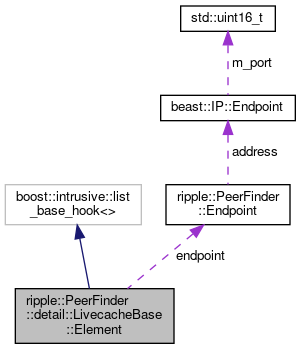 std::uint16_t
m_port
beast::IP::Endpoint
address
boost::intrusive::list
_base_hook<>
ripple::PeerFinder
::Endpoint
endpoint
ripple::PeerFinder
::detail::LivecacheBase
::Element